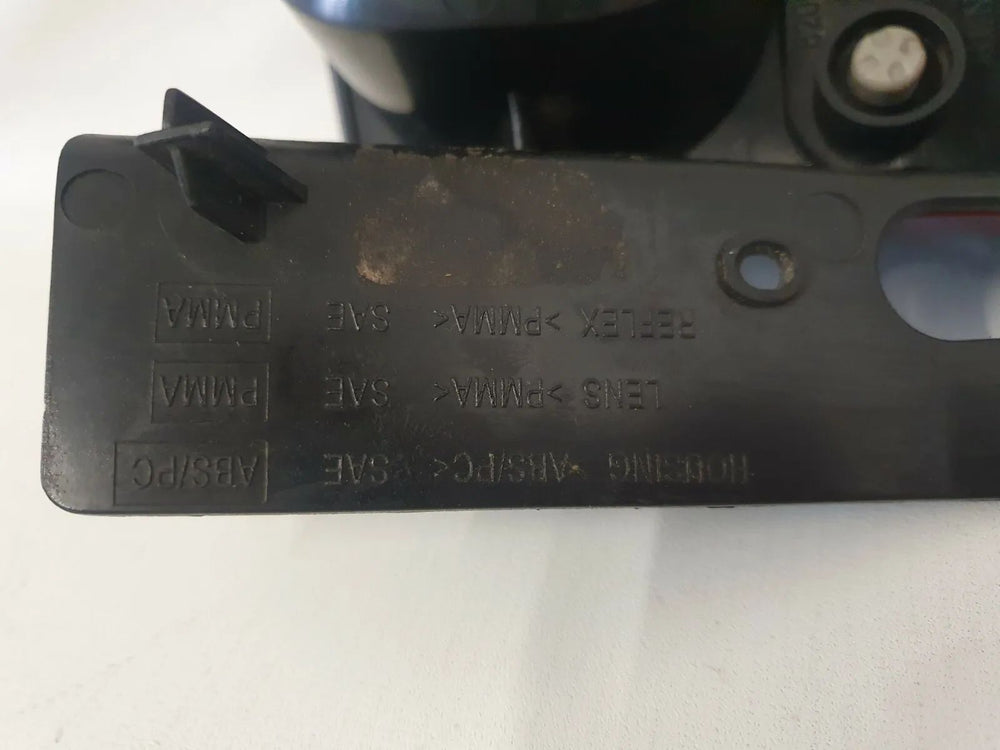 HOUSING >ABS/PC< SAE ABS/PC
LENS >PMMA< SAE PMMA
REFLEX >PMMA< SAE PMMA